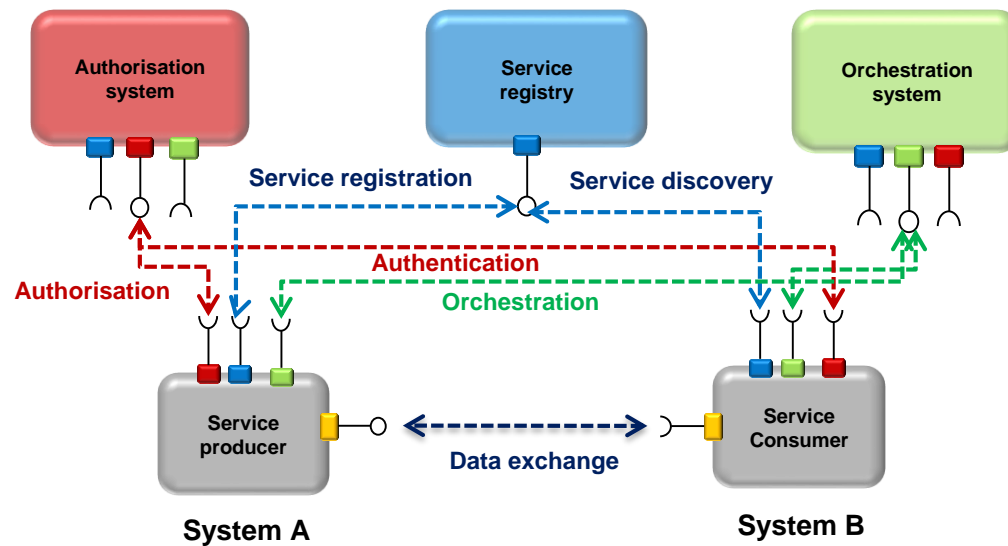 Authorisation
system
Service
registry
Orchestration
system
Service registration
Service discovery
Authentication
Authorisation
Orchestration
Service
producer
Service
Consumer
Data exchange
System A
System B